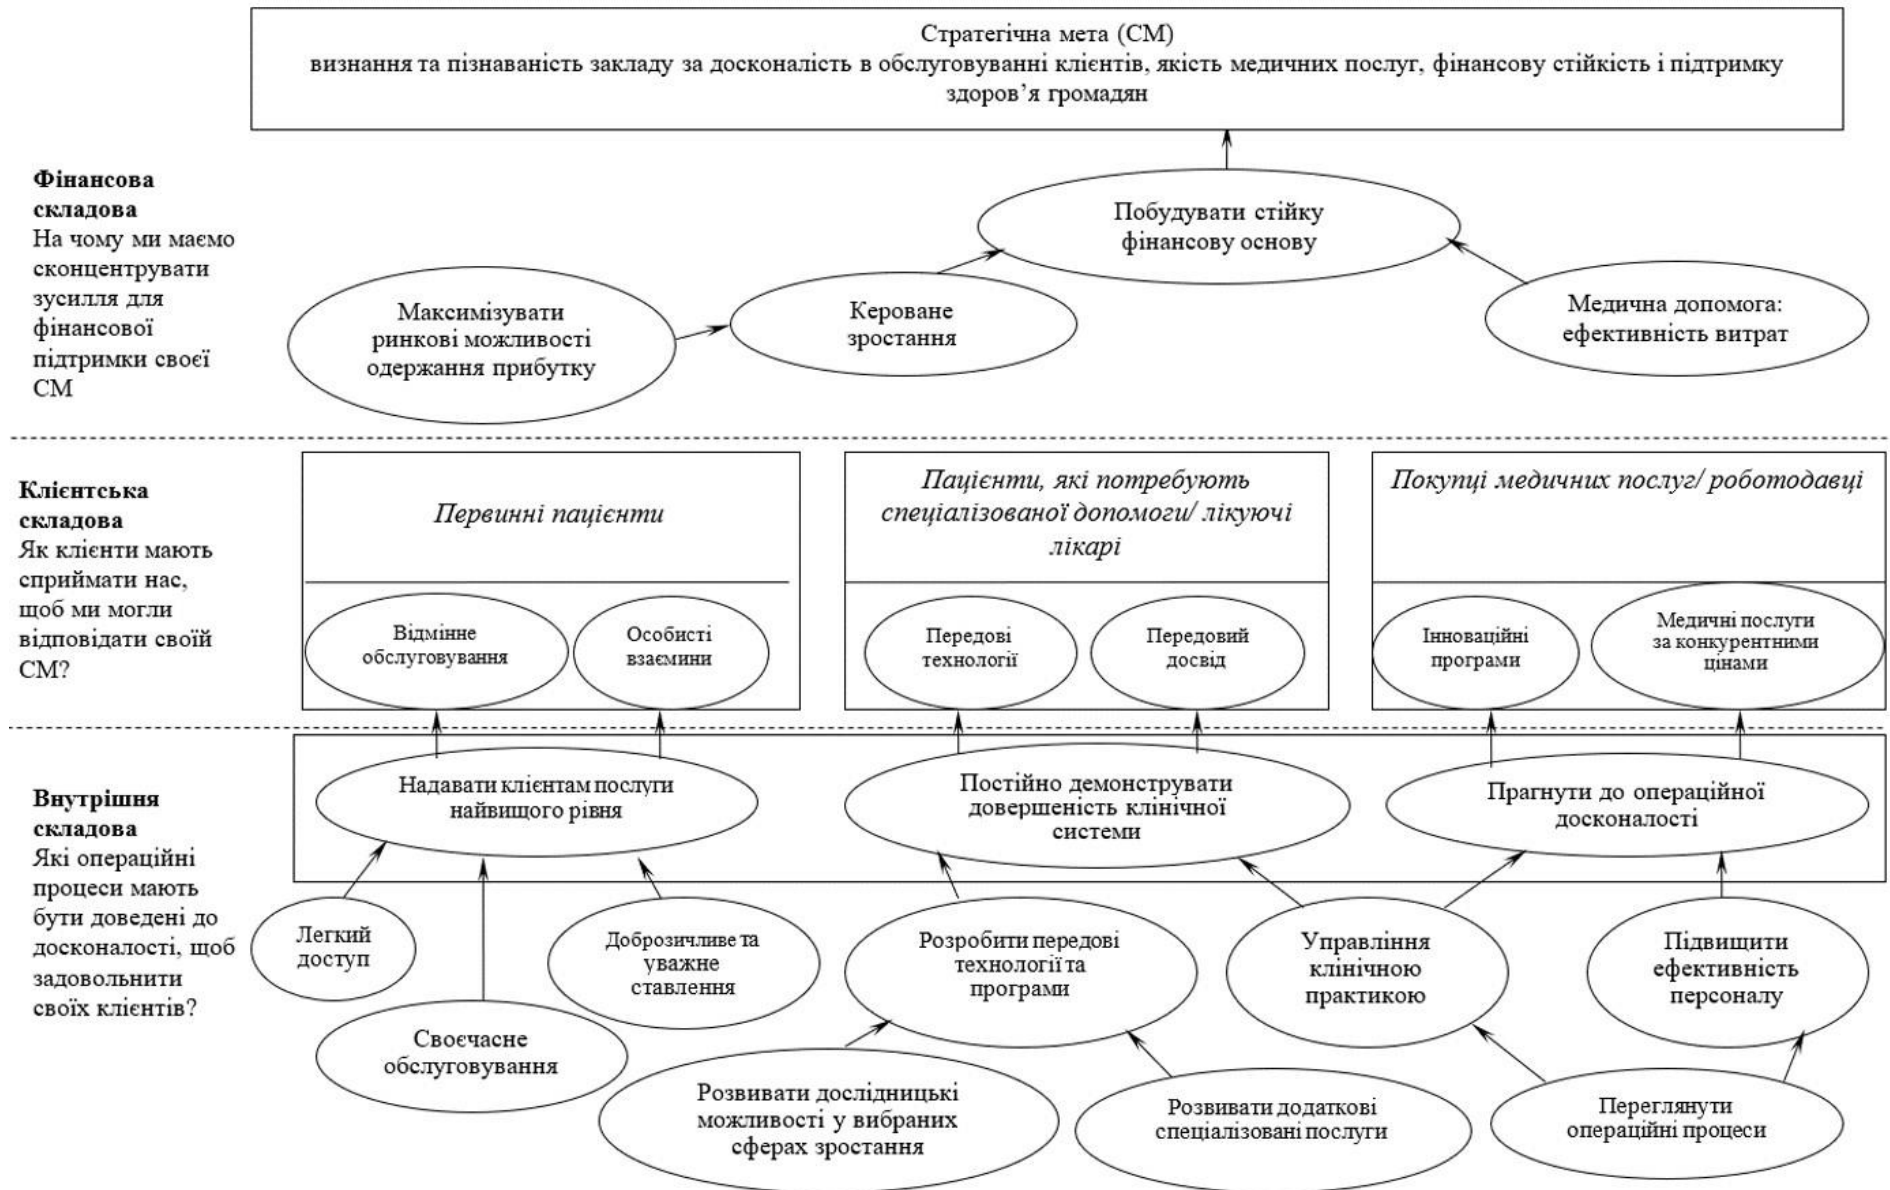 Стратегічна мета (СМ)
визнання та пізнаваність закладу за досконалість в обслуговуванні клієнтів, якість медичних послуг, фінансову стійкість і підтримку
здоров’я громадян
Фінансова
складова
На чому ми маємо
сконцентрувати
зусилля для
фінансової
підтримки своєї
СМ
Побудувати стійку
фінансову основу
Максимізувати
ринкові можливості
одержання прибутку
Кероване
зростання
Медична допомога:
ефективність витрат
Клієнтська
складова
Як клієнти мають
сприймати нас,
щоб ми могли
відповідати своїй
СМ?
Первинні пацієнти
Пацієнти, які потребують
спеціалізованої допомоги/ лікуючі
лікарі
Покупці медичних послуг/ роботодавці
Відмінне
обслуговування
Особисті
взаємини
Передові
технології
Передовий
досвід
Інноваційні
програми
Медичні послуги
за конкурентними
цінами
Внутрішня
складова
Які операційні
процеси мають
бути доведені до
досконалості, щоб
задовольнити
своїх клієнтів?
Надавати клієнтам послуги
найвищого рівня
Постійно демонструвати
довершеність клінічної
системи
Прагнути до операційної
досконалості
Легкий
доступ
Доброзичливе та
уважне
ставлення
Розробити передові
технології та
програми
Управління
клінічною
практикою
Підвищити
ефективність
персоналу
Своєчасне
обслуговування
Розвивати дослідницькі
можливості у вибраних
сферах зростання
Розвивати додаткові
спеціалізовані послуги
Переглянути
операційні процеси